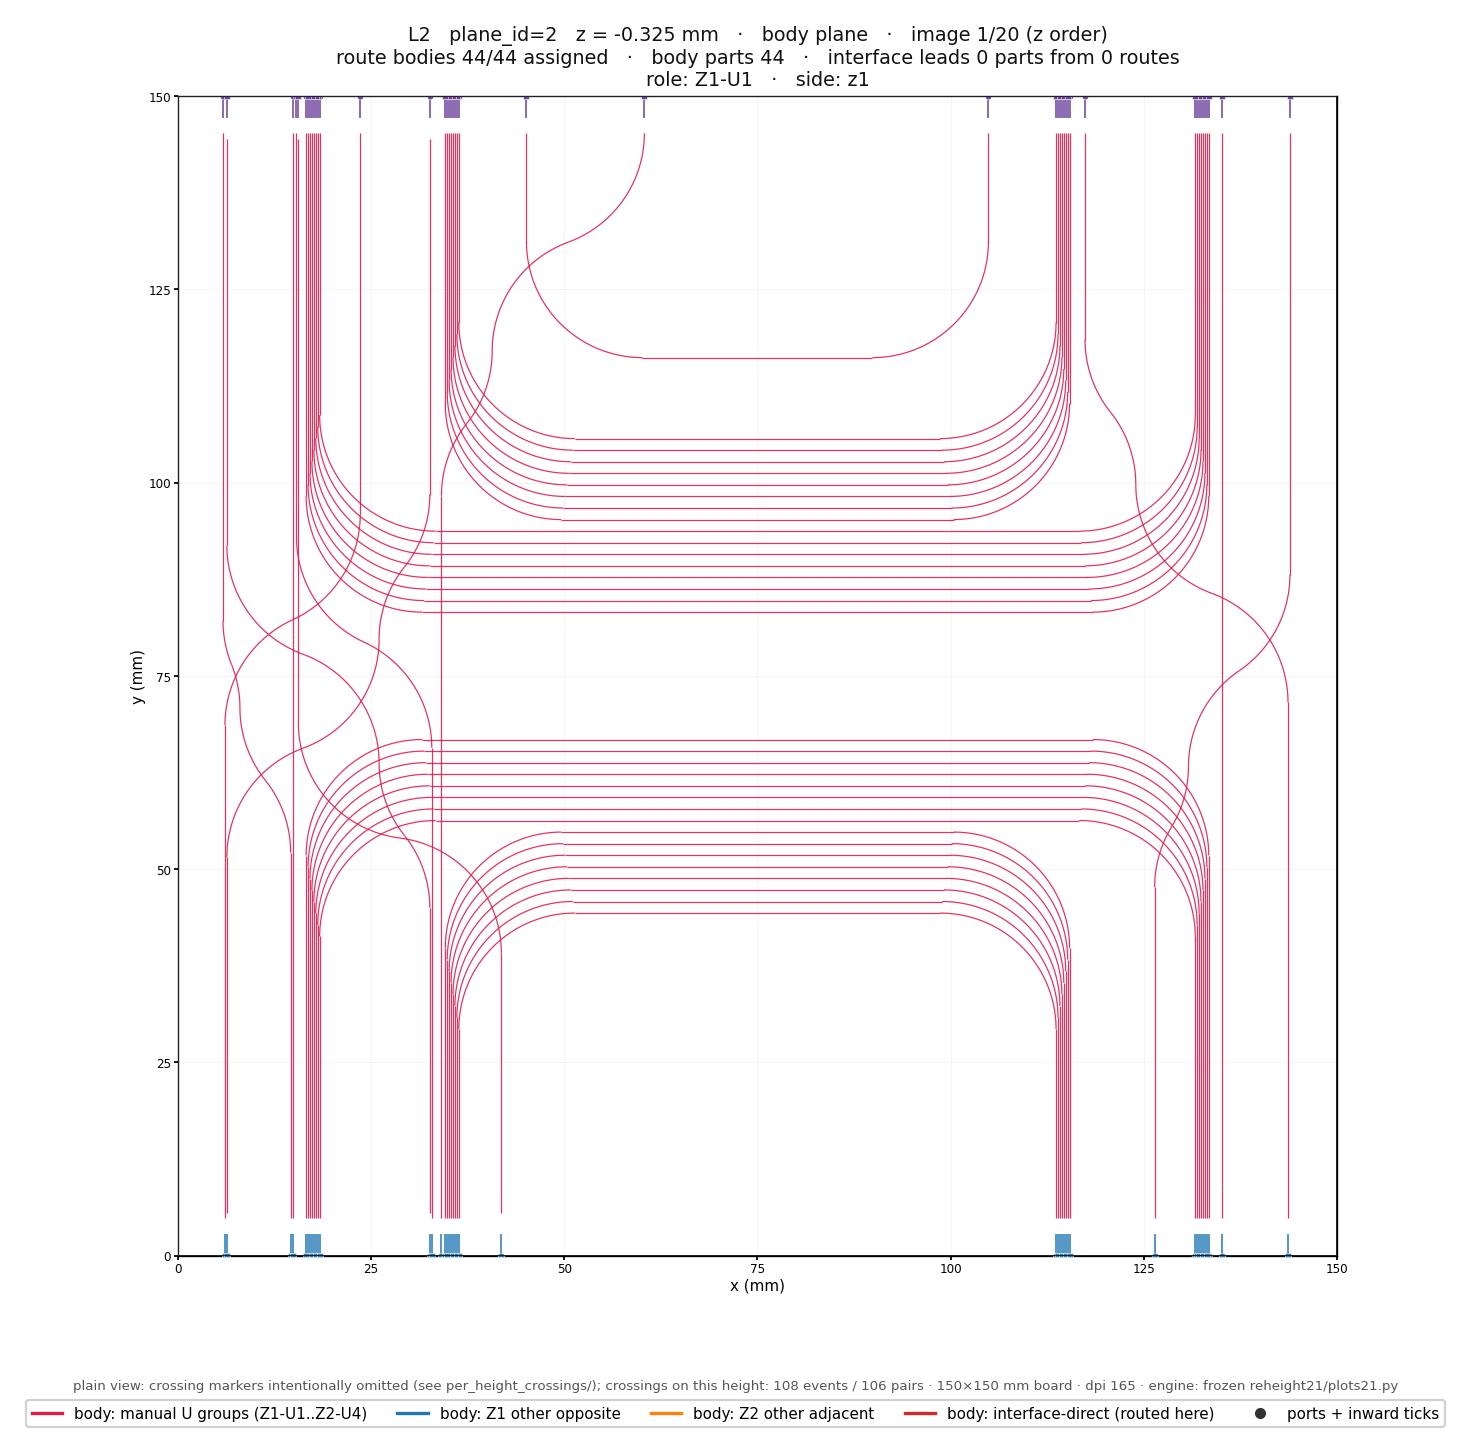 L2   plane_id=2   z = -0.325 mm   ·   body plane   ·   image 1/20 (z order)
route bodies 44/44 assigned   ·   body parts 44   ·   interface leads 0 parts from 0 routes
role: Z1-U1   ·   side: z1
150
125
100
75
50
25
0
y (mm)
0 25 50 75 100 125 150
x (mm)
plain view: crossing markers intentionally omitted (see per_height_crossings/); crossings on this height: 108 events / 106 pairs · 150×150 mm board · dpi 165 · engine: frozen reheight21/plots21.py
body: manual U groups (Z1-U1..Z2-U4) body: Z1 other opposite body: Z2 other adjacent body: interface-direct (routed here) ports + inward ticks